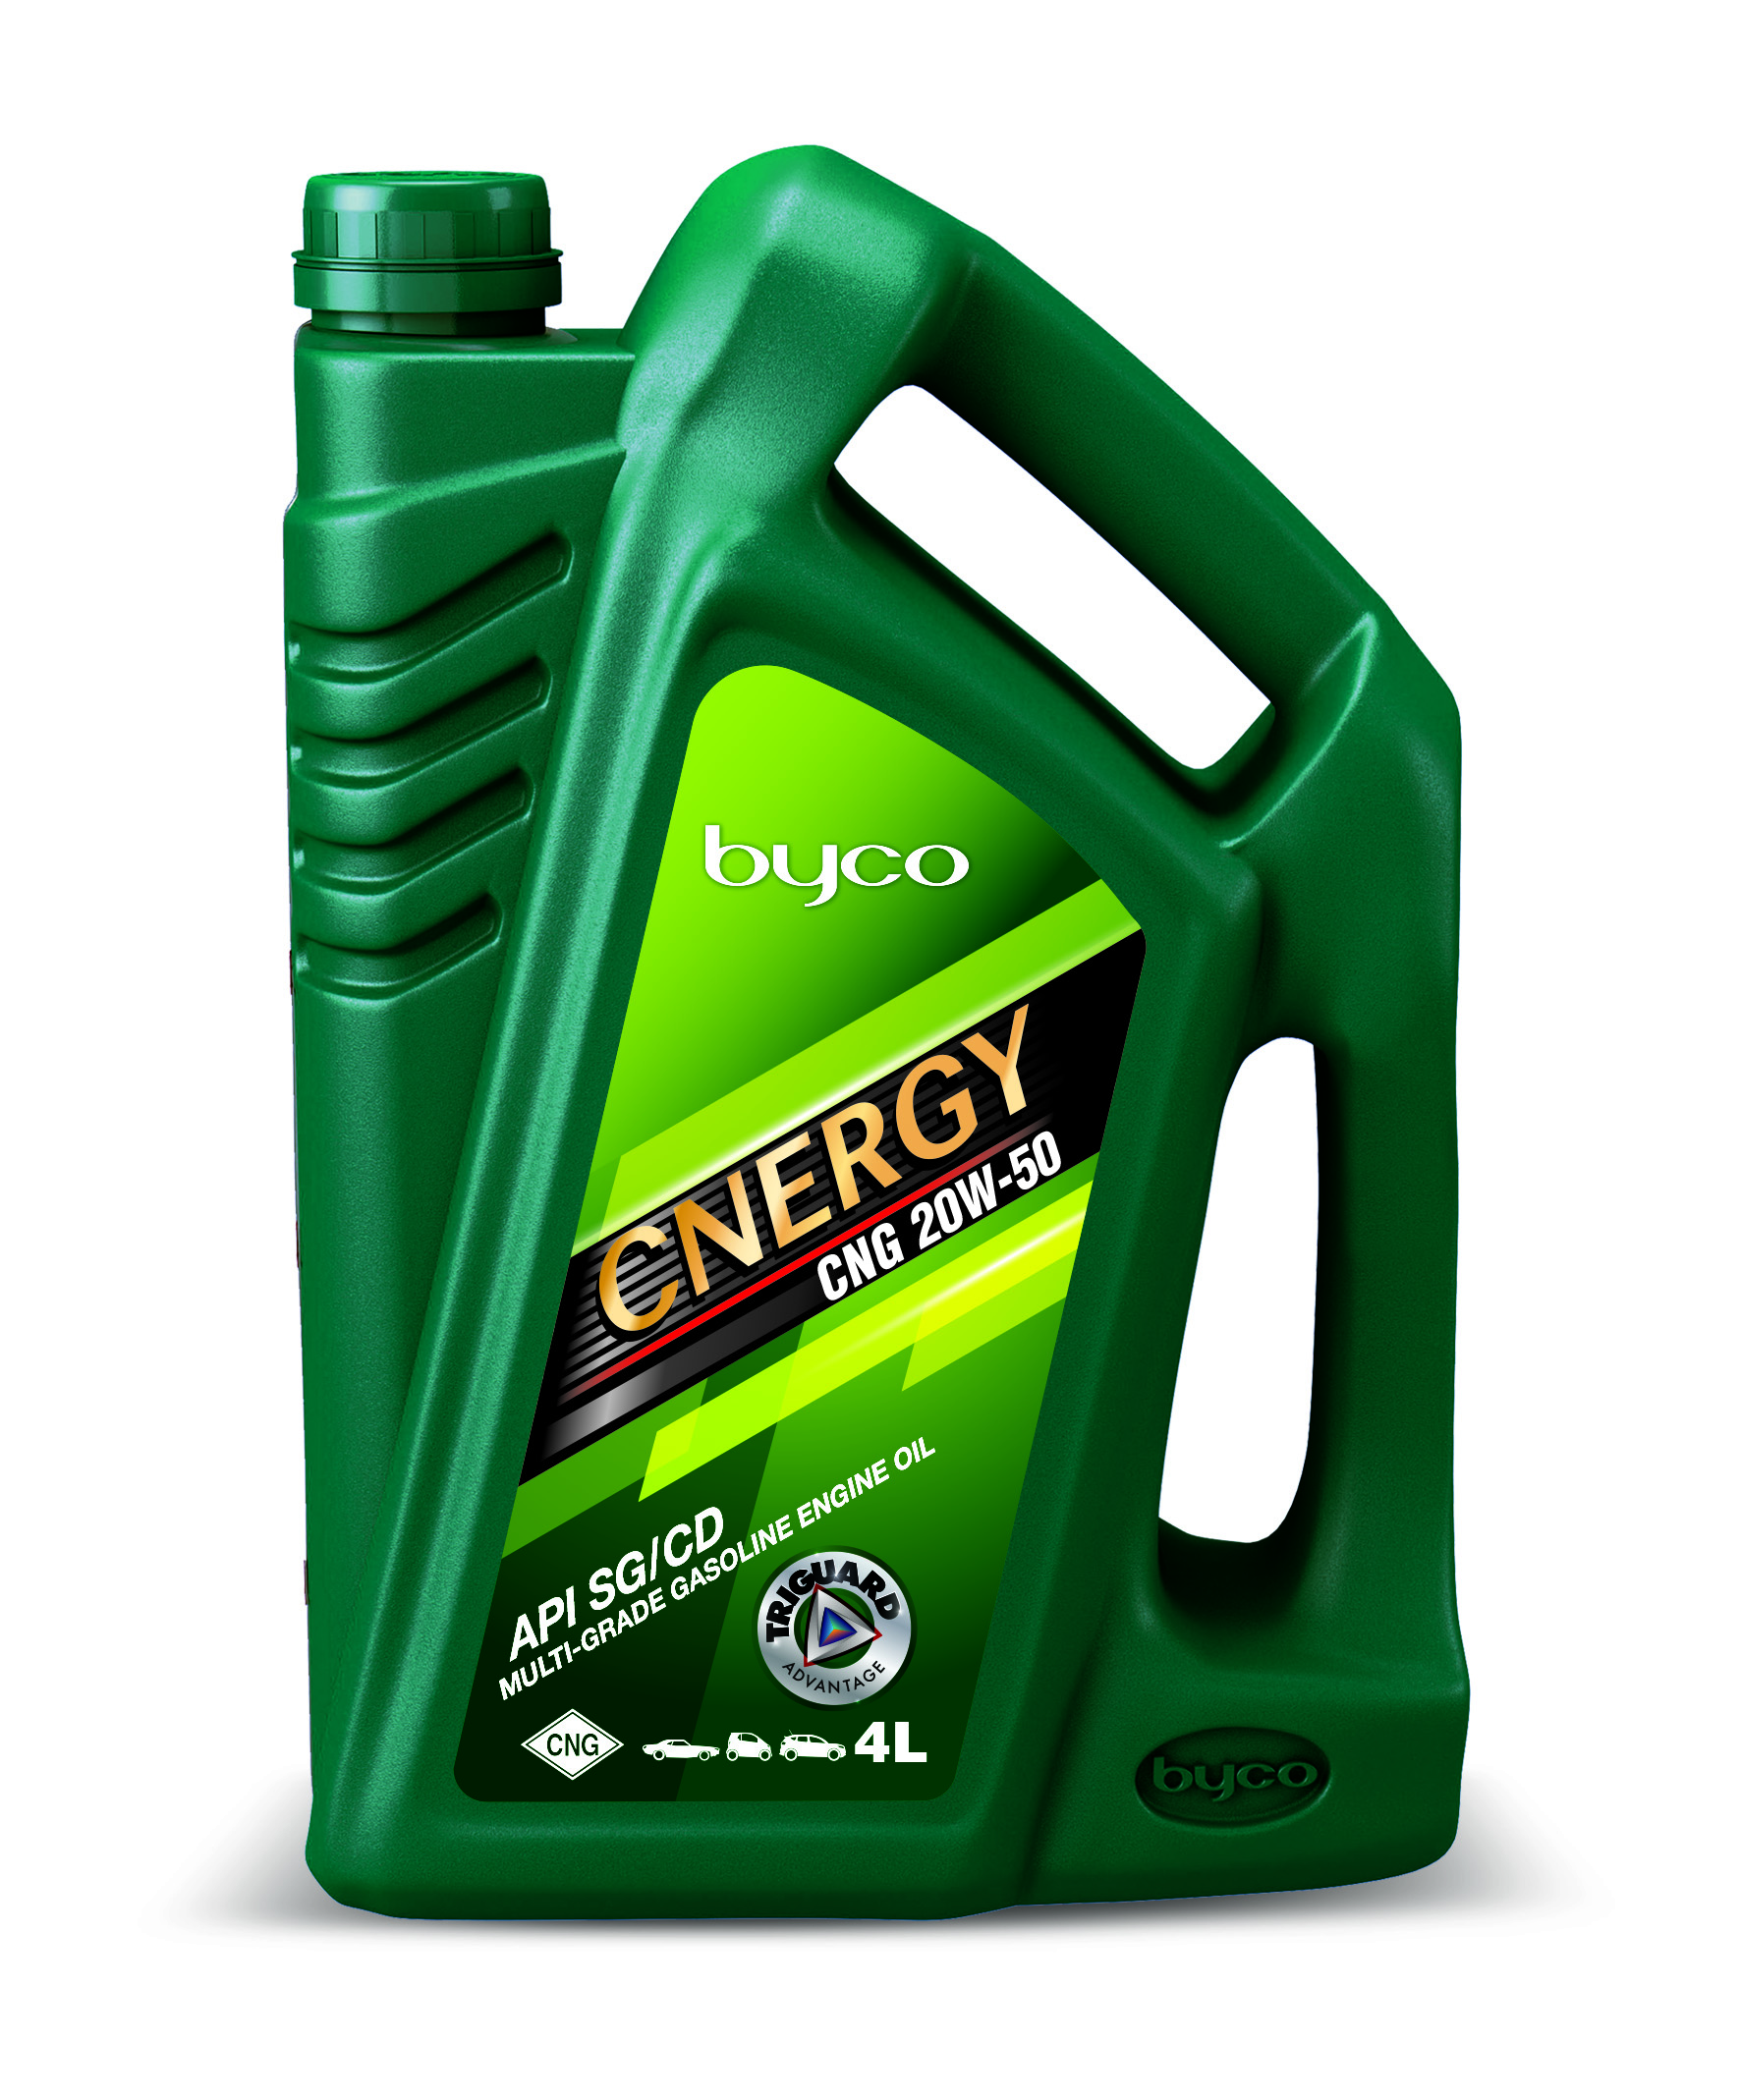 byco
CNERGY
CNG 20W-50
API SG/CD
MULTI-GRADE GASOLINE ENGINE OIL
TRIGUARD
ADVANTAGE
CNG
4L
byco